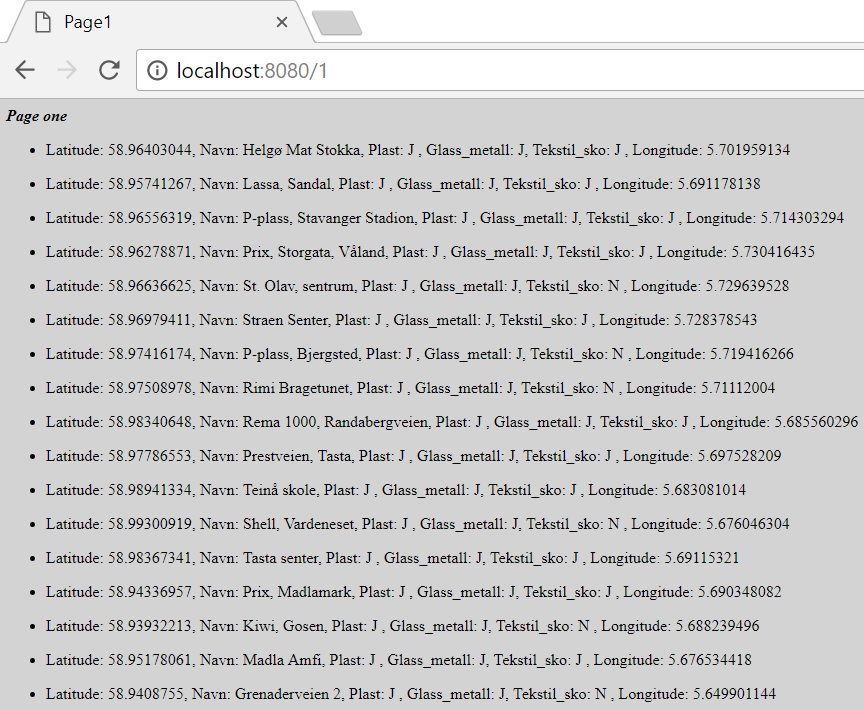 Page1
localhost:8080/1
Page one
Latitude: 58.96403044, Navn: Helgø Mat Stokka, Plast: J , Glass_metall: J, Tekstil_sko: J , Longitude: 5.701959134
Latitude: 58.95741267, Navn: Lassa, Sandal, Plast: J , Glass_metall: J, Tekstil_sko: J , Longitude: 5.691178138
Latitude: 58.96556319, Navn: P-plass, Stavanger Stadion, Plast: J , Glass_metall: J, Tekstil_sko: J , Longitude: 5.714303294
Latitude: 58.96278871, Navn: Prix, Storgata, Våland, Plast: J , Glass_metall: J, Tekstil_sko: J , Longitude: 5.730416435
Latitude: 58.96636625, Navn: St. Olav, sentrum, Plast: J , Glass_metall: J, Tekstil_sko: N , Longitude: 5.729639528
Latitude: 58.96979411, Navn: Straen Senter, Plast: J , Glass_metall: J, Tekstil_sko: J , Longitude: 5.728378543
Latitude: 58.97416174, Navn: P-plass, Bjergsted, Plast: J , Glass_metall: J, Tekstil_sko: N , Longitude: 5.719416266
Latitude: 58.97508978, Navn: Rimi Bragetunet, Plast: J , Glass_metall: J, Tekstil_sko: N , Longitude: 5.71112004
Latitude: 58.98340648, Navn: Rema 1000, Randabergveien, Plast: J , Glass_metall: J, Tekstil_sko: J , Longitude: 5.685560296
Latitude: 58.97786553, Navn: Prestveien, Tasta, Plast: J , Glass_metall: J, Tekstil_sko: J , Longitude: 5.697528209
Latitude: 58.98941334, Navn: Teinå skole, Plast: J , Glass_metall: J, Tekstil_sko: J , Longitude: 5.683081014
Latitude: 58.99300919, Navn: Shell, Vardeneset, Plast: J , Glass_metall: J, Tekstil_sko: N , Longitude: 5.676046304
Latitude: 58.98367341, Navn: Tasta senter, Plast: J , Glass_metall: J, Tekstil_sko: J , Longitude: 5.69115321
Latitude: 58.94336957, Navn: Prix, Madlamark, Plast: J , Glass_metall: J, Tekstil_sko: J , Longitude: 5.690348082
Latitude: 58.93932213, Navn: Kiwi, Gosen, Plast: J , Glass_metall: J, Tekstil_sko: N , Longitude: 5.688239496
Latitude: 58.95178061, Navn: Madla Amfi, Plast: J , Glass_metall: J, Tekstil_sko: J , Longitude: 5.676534418
Latitude: 58.9408755, Navn: Grenaderveien 2, Plast: J , Glass_metall: J, Tekstil_sko: N , Longitude: 5.649901144